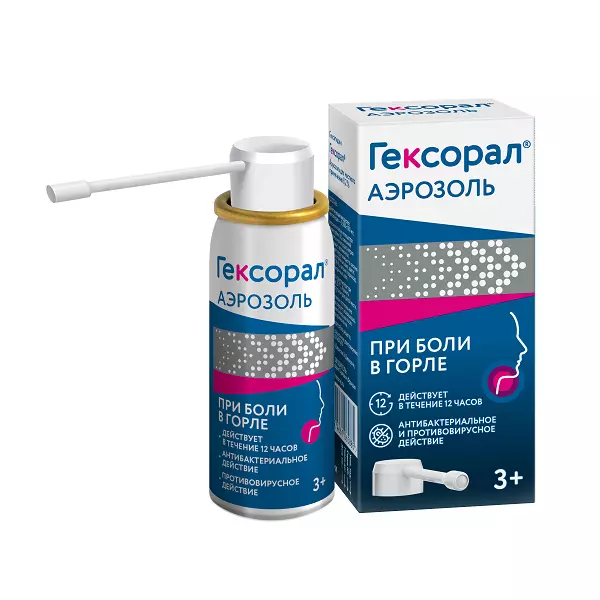 Гексорал®
АЭРОЗОЛЬ
ПРИ БОЛИ
В ГОРЛЕ
ДЕЙСТВУЕТ
В ТЕЧЕНИЕ 12 ЧАСОВ
АНТИБАКТЕРИАЛЬНОЕ
ДЕЙСТВИЕ
ПРОТИВОВИРУСНОЕ
ДЕЙСТВИЕ
3+
Гексорал®
АЭРОЗОЛЬ
ПРИ БОЛИ
В ГОРЛЕ
12
ДЕЙСТВУЕТ
В ТЕЧЕНИЕ 12 ЧАСОВ
АНТИБАКТЕРИАЛЬНОЕ
И ПРОТИВОВИРУСНОЕ
ДЕЙСТВИЕ
3+